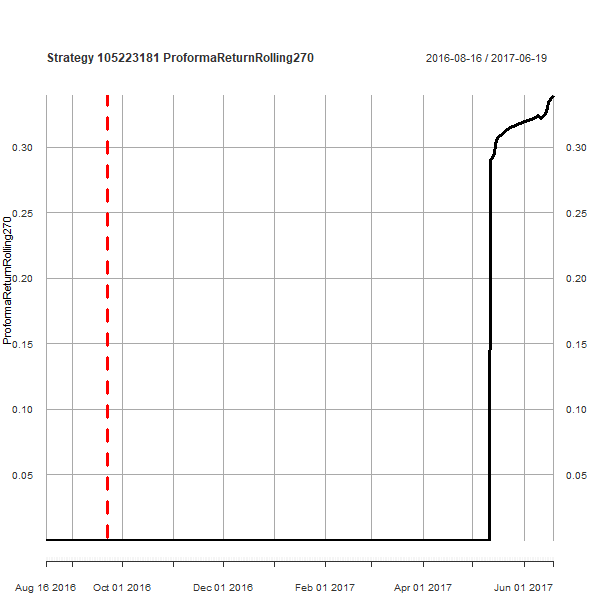 Strategy 105223181 ProformaReturnRolling270
2016-08-16 / 2017-06-19
ProformaReturnRolling270
0.30 0.30
0.25 0.25
0.20 0.20
0.15 0.15
0.10 0.10
0.05 0.05
Aug 16 2016 Oct 01 2016 Dec 01 2016 Feb 01 2017 Apr 01 2017 Jun 01 2017